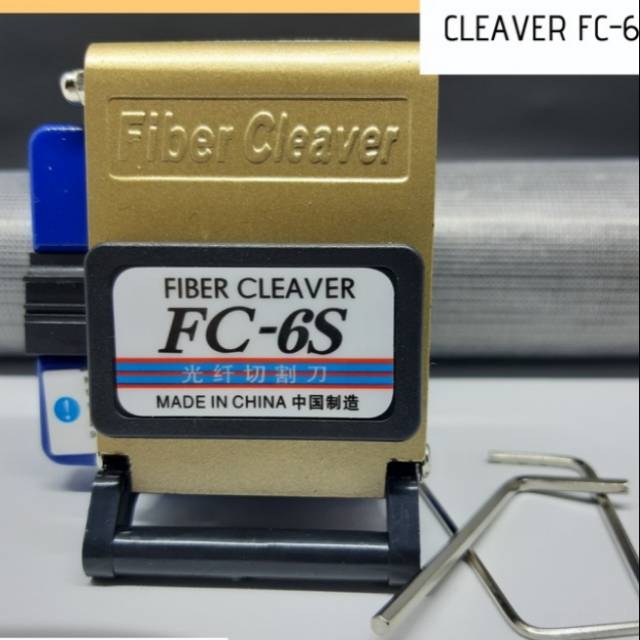 CLEAVER FC-6
Fiber Cleaver
FIBER CLEAVER
FC-6S
光纤切割刀
MADE IN CHINA 中国制造